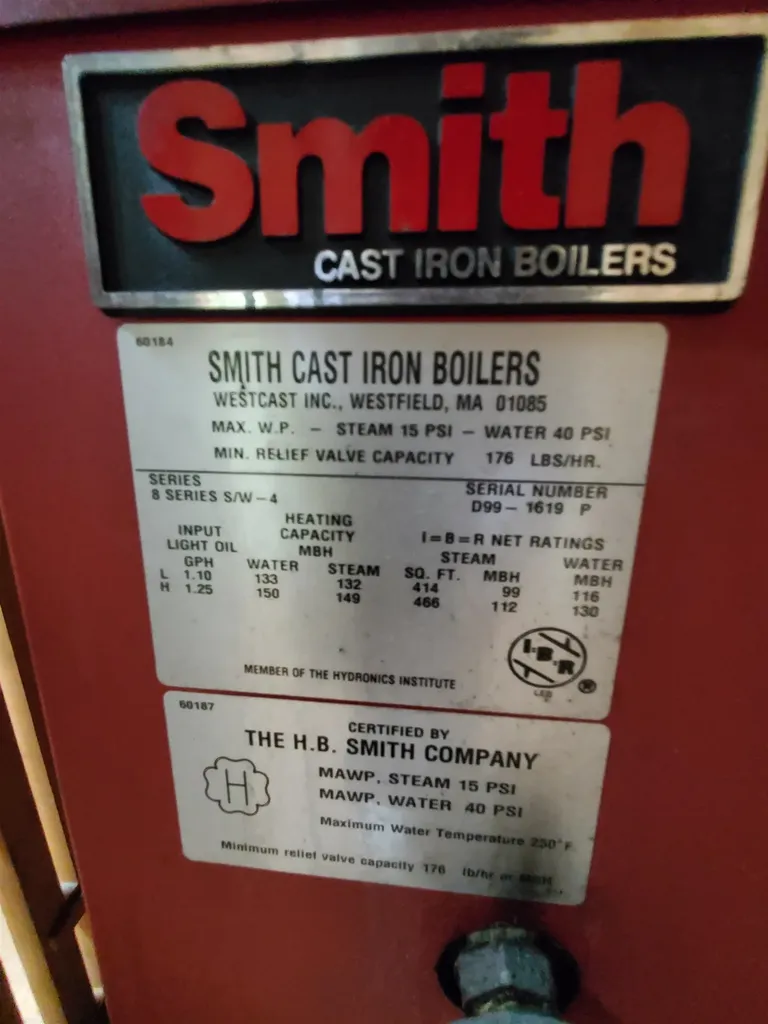 Smith
CAST IRON BOILERS
60184
SMITH CAST IRON BOILERS
WESTCAST INC., WESTFIELD, MA 01085
MAX. W.P. – STEAM 15 PSI – WATER 40 PSI
MIN. RELIEF VALVE CAPACITY 176 LBS/HR.
SERIES SERIAL NUMBER
8 SERIES S/W – 4 D99 – 1619 P
INPUT HEATING
LIGHT OIL CAPACITY I=B=R NET RATINGS
GPH MBH STEAM WATER
WATER STEAM SQ. FT. MBH MBH
L 1.10 133 132 414 99 116
H 1.25 150 149 466 112 130
I=B=R
®
MEMBER OF THE HYDRONICS INSTITUTE
60187
CERTIFIED BY
THE H.B. SMITH COMPANY
H
MAWP, STEAM 15 PSI
MAWP, WATER 40 PSI
Maximum Water Temperature 250°F.
Minimum relief valve capacity 176 lb/hr or MBH